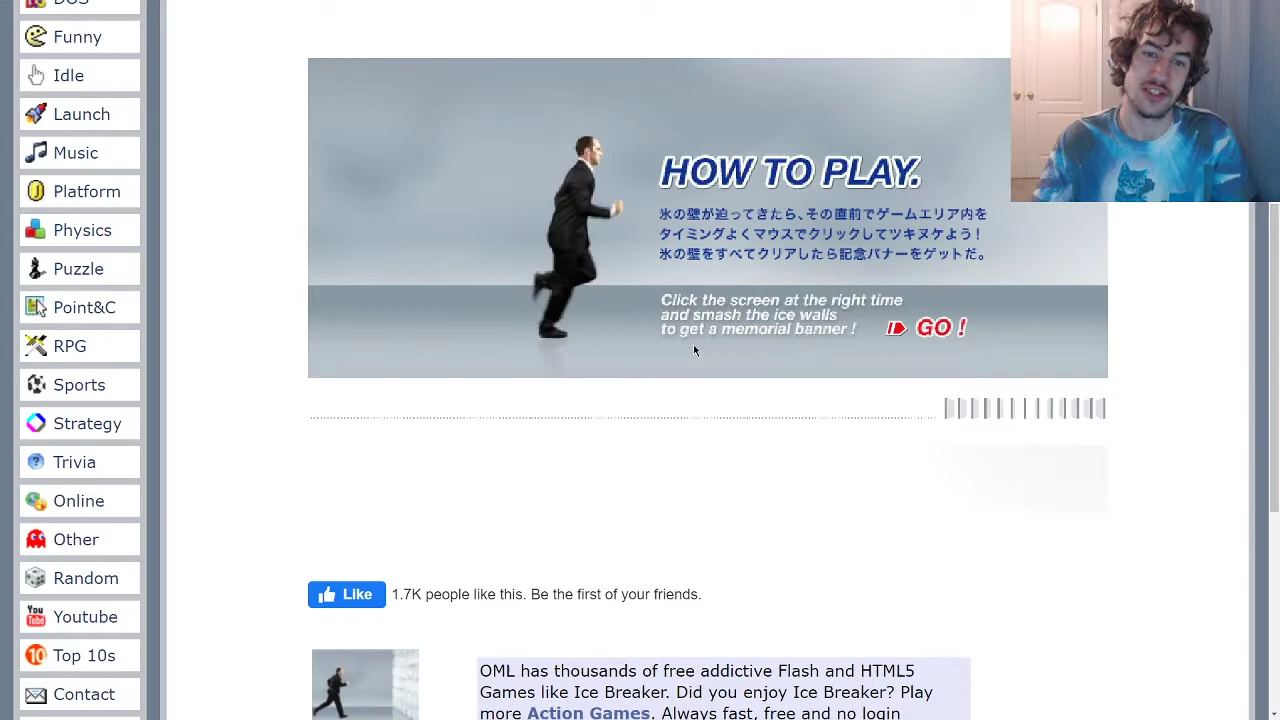 DOS
Funny
Idle
Launch
Music
Platform
Physics
Puzzle
Point&C
RPG
Sports
Strategy
Trivia
Online
Other
Random
You
Tube
Youtube
10
Top 10s
Contact
HOW TO PLAY.
氷の壁が迫ってきたら、その直前でゲームエリア内を
タイミングよくマウスでクリックしてツキヌケよう！
氷の壁をすべてクリアしたら記念バナーをゲットだ。
Click the screen at the right time
and smash the ice walls
to get a memorial banner !
GO !
Like
1.7K people like this. Be the first of your friends.
OML has thousands of free addictive Flash and HTML5
Games like Ice Breaker. Did you enjoy Ice Breaker? Play
more Action Games. Always fast, free and no login